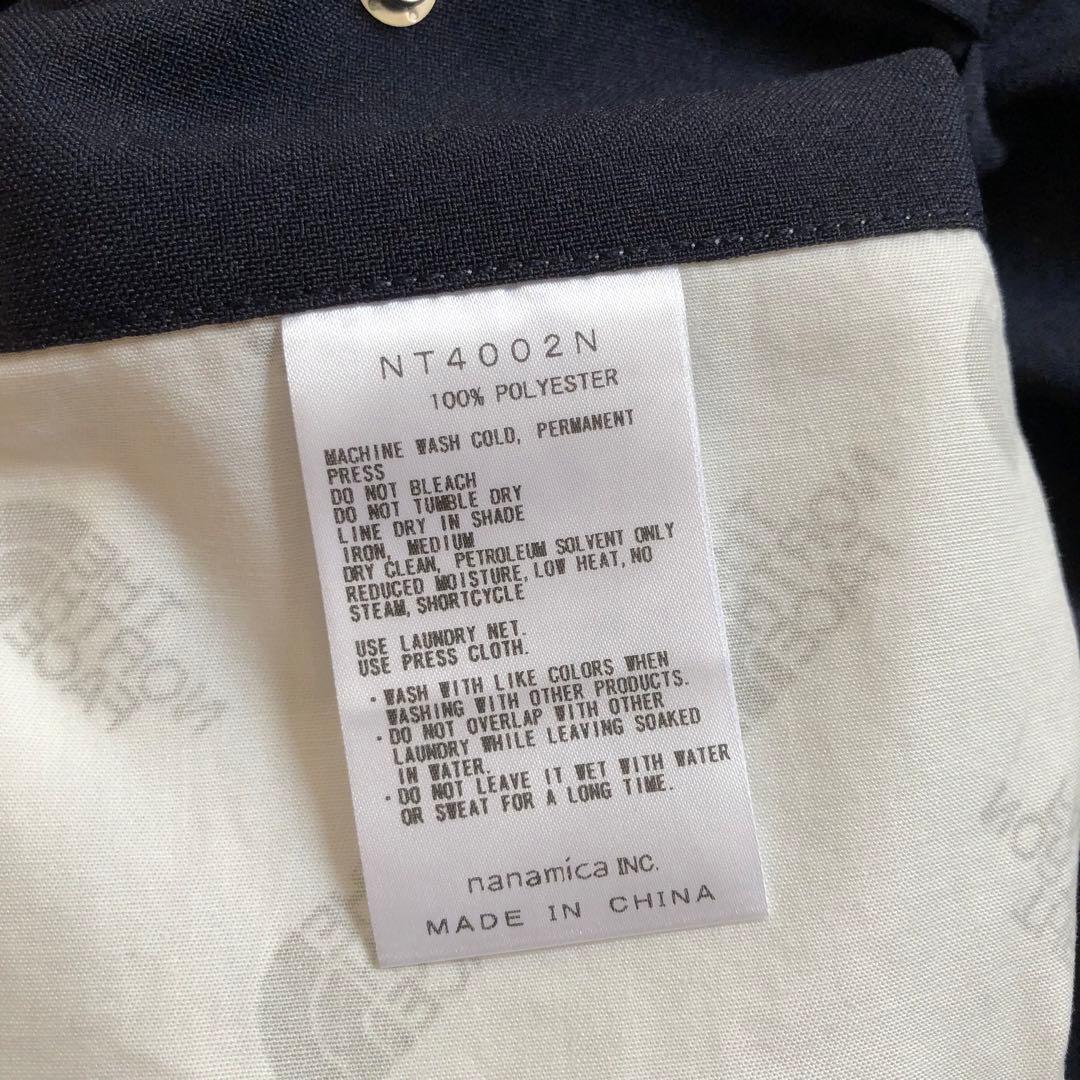 NT4002N
100% POLYESTER
MACHINE WASH COLD, PERMANENT
PRESS
DO NOT BLEACH
DO NOT TUMBLE DRY
LINE DRY IN SHADE
IRON, MEDIUM
DRY CLEAN, PETROLEUM SOLVENT ONLY
REDUCED MOISTURE, LOW HEAT, NO
STEAM, SHORTCYCLE
USE LAUNDRY NET.
USE PRESS CLOTH.
・WASH WITH LIKE COLORS WHEN
WASHING WITH OTHER PRODUCTS.
・DO NOT OVERLAP WITH OTHER
LAUNDRY WHILE LEAVING SOAKED
IN WATER.
・DO NOT LEAVE IT WET WITH WATER
OR SWEAT FOR A LONG TIME.
nanamica INC.
MADE IN CHINA
THE
NORTH
FACE